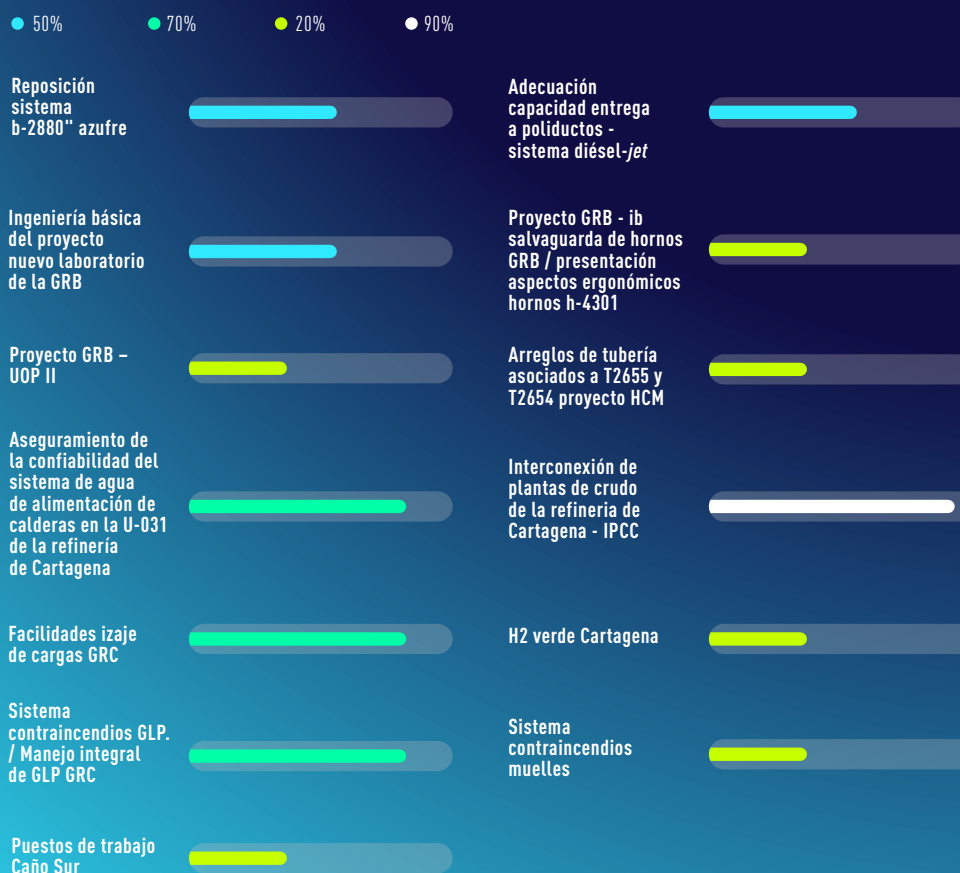 50%
70%
20%
90%
Reposición
sistema
b-2880" azufre
Ingeniería básica
del proyecto
nuevo laboratorio
de la GRB
Proyecto GRB –
UOP II
Aseguramiento de
la confiabilidad del
sistema de agua
de alimentación de
calderas en la U-031
de la refinería
de Cartagena
Facilidades izaje
de cargas GRC
Sistema
contraincendios GLP.
/ Manejo integral
de GLP GRC
Puestos de trabajo
Caño Sur
Adecuación
capacidad entrega
a poliductos -
sistema diésel-jet
Proyecto GRB - ib
salvaguarda de hornos
GRB / presentación
aspectos ergonómicos
hornos h-4301
Arreglos de tubería
asociados a T2655 y
T2654 proyecto HCM
Interconexión de
plantas de crudo
de la refineria de
Cartagena - IPCC
H2 verde Cartagena
Sistema
contraincendios
muelles